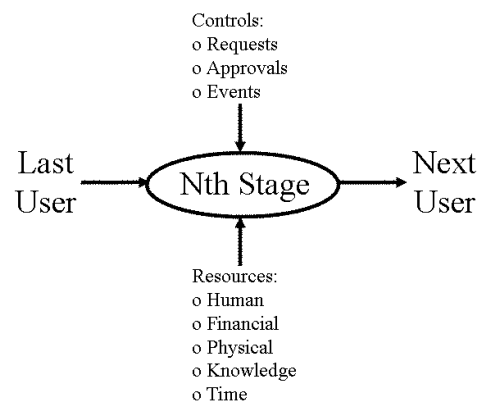 Controls:
o Requests
o Approvals
o Events
Last
User
Nth Stage
Next
User
Resources:
o Human
o Financial
o Physical
o Knowledge
o Time